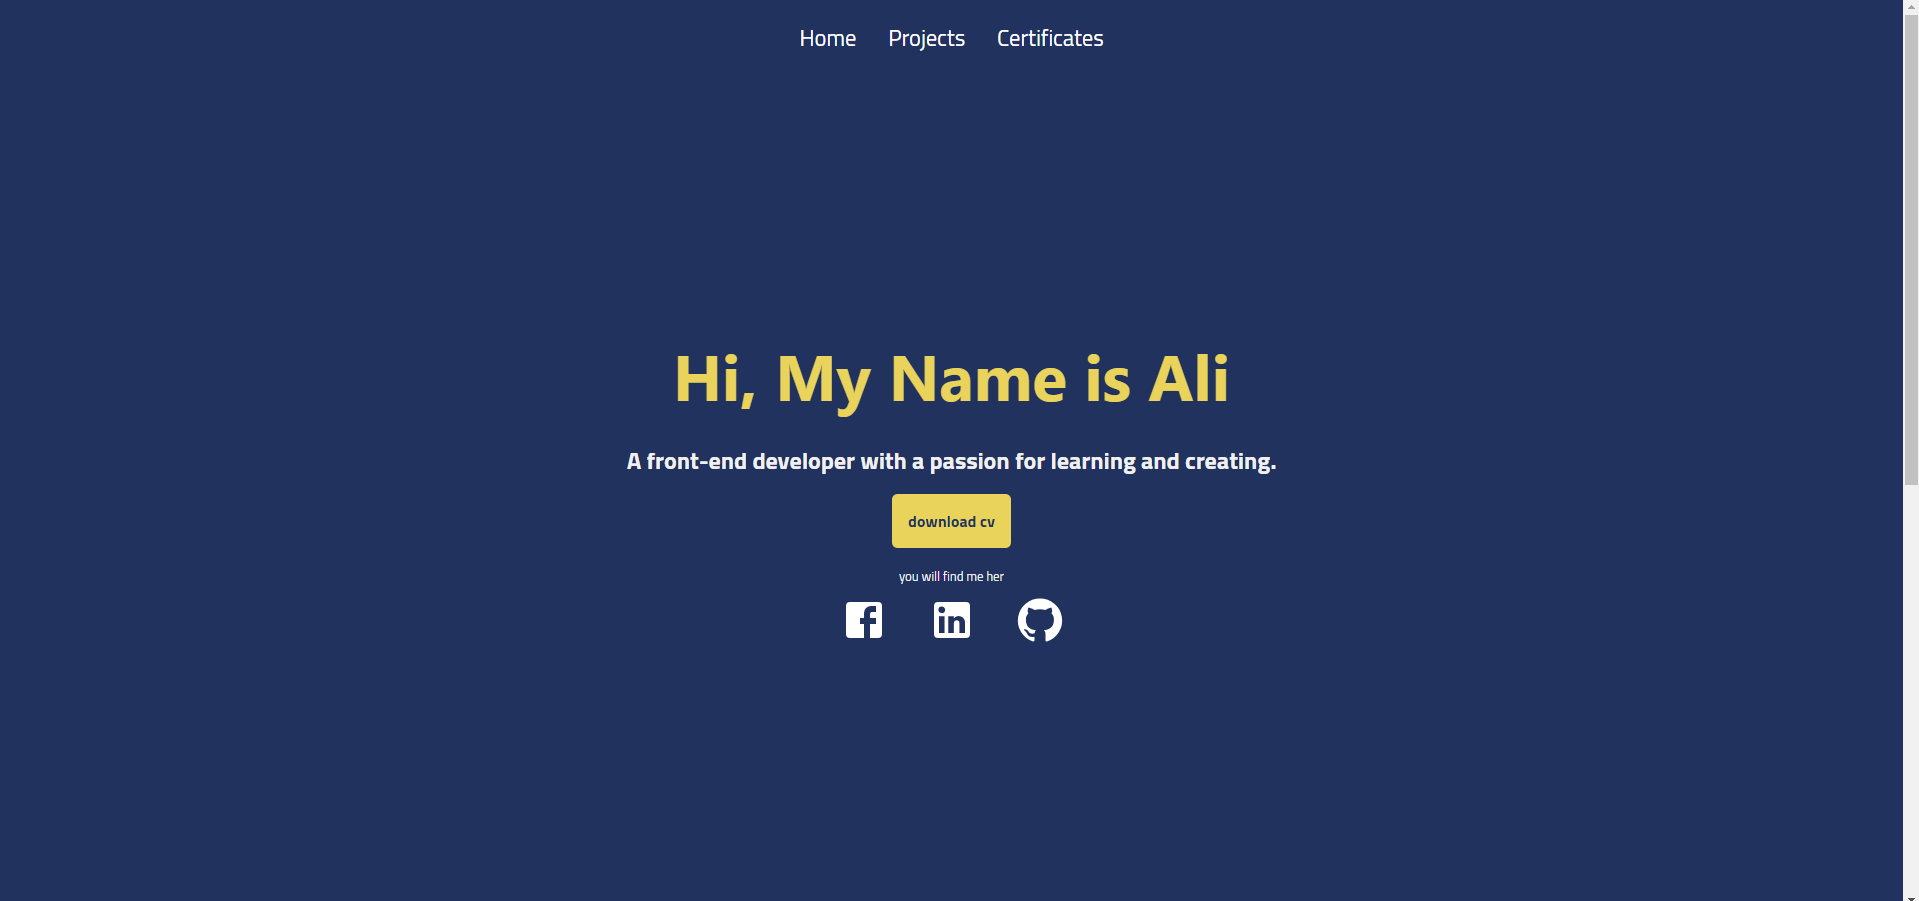 Home Projects Certificates
Hi, My Name is Ali
A front-end developer with a passion for learning and creating.
download cv
you will find me her